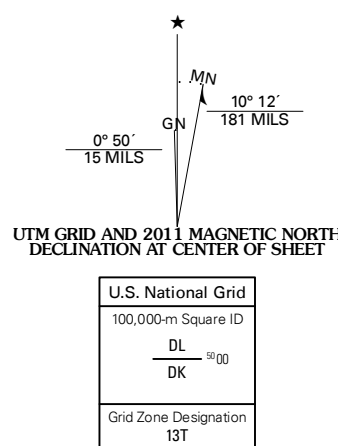 ★
MN
GN
10° 12´
181 MILS
0° 50´
15 MILS
UTM GRID AND 2011 MAGNETIC NORTH
DECLINATION AT CENTER OF SHEET
U.S. National Grid
100,000-m Square ID
DL
5000
DK
Grid Zone Designation
13T